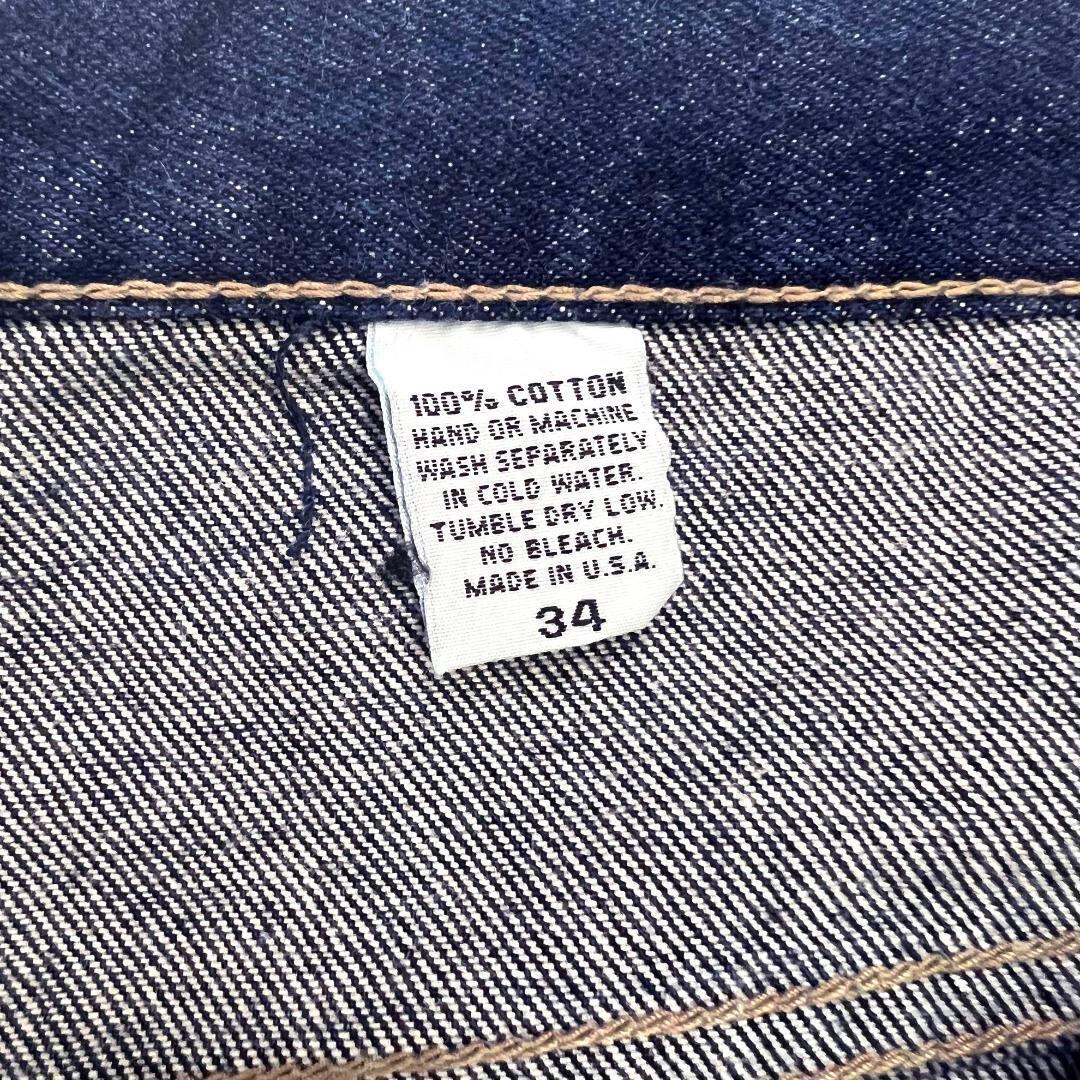 100% COTTON
HAND OR MACHINE
WASH SEPARATELY
IN COLD WATER.
TUMBLE DRY LOW.
NO BLEACH.
MADE IN U.S.A.
34